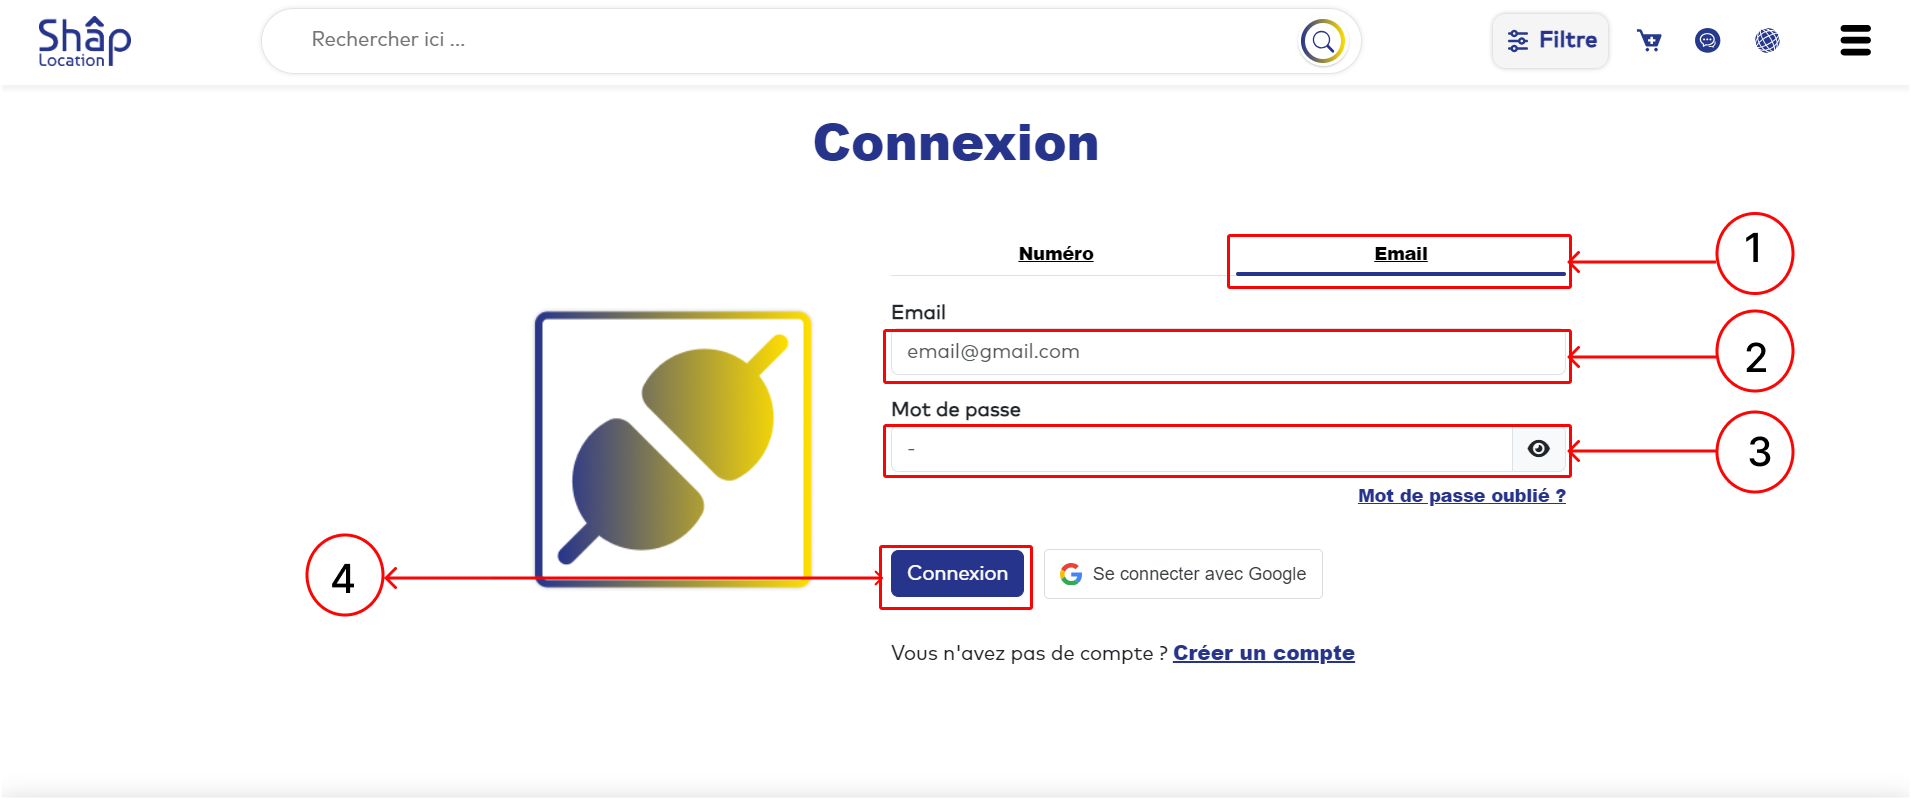 Shâp
Location
Rechercher ici ...
Filtre
Connexion
Numéro
Email
1
Email
email@gmail.com
2
Mot de passe
-
3
Mot de passe oublié ?
4
Connexion
Se connecter avec Google
Vous n'avez pas de compte ? Créer un compte